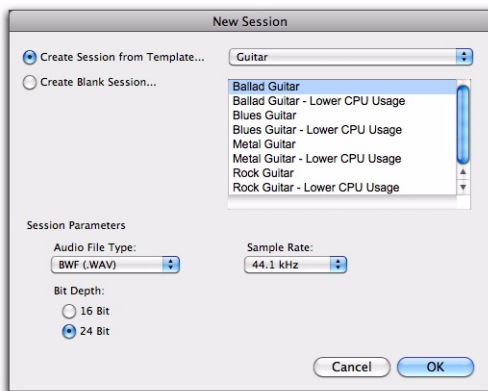 New Session
Create Session from Template...
Guitar
Create Blank Session...
Ballad Guitar
Ballad Guitar - Lower CPU Usage
Blues Guitar
Blues Guitar - Lower CPU Usage
Metal Guitar
Metal Guitar - Lower CPU Usage
Rock Guitar
Rock Guitar - Lower CPU Usage
Session Parameters
Audio File Type:
BWF (.WAV)
Sample Rate:
44.1 kHz
Bit Depth:
16 Bit
24 Bit
Cancel
OK